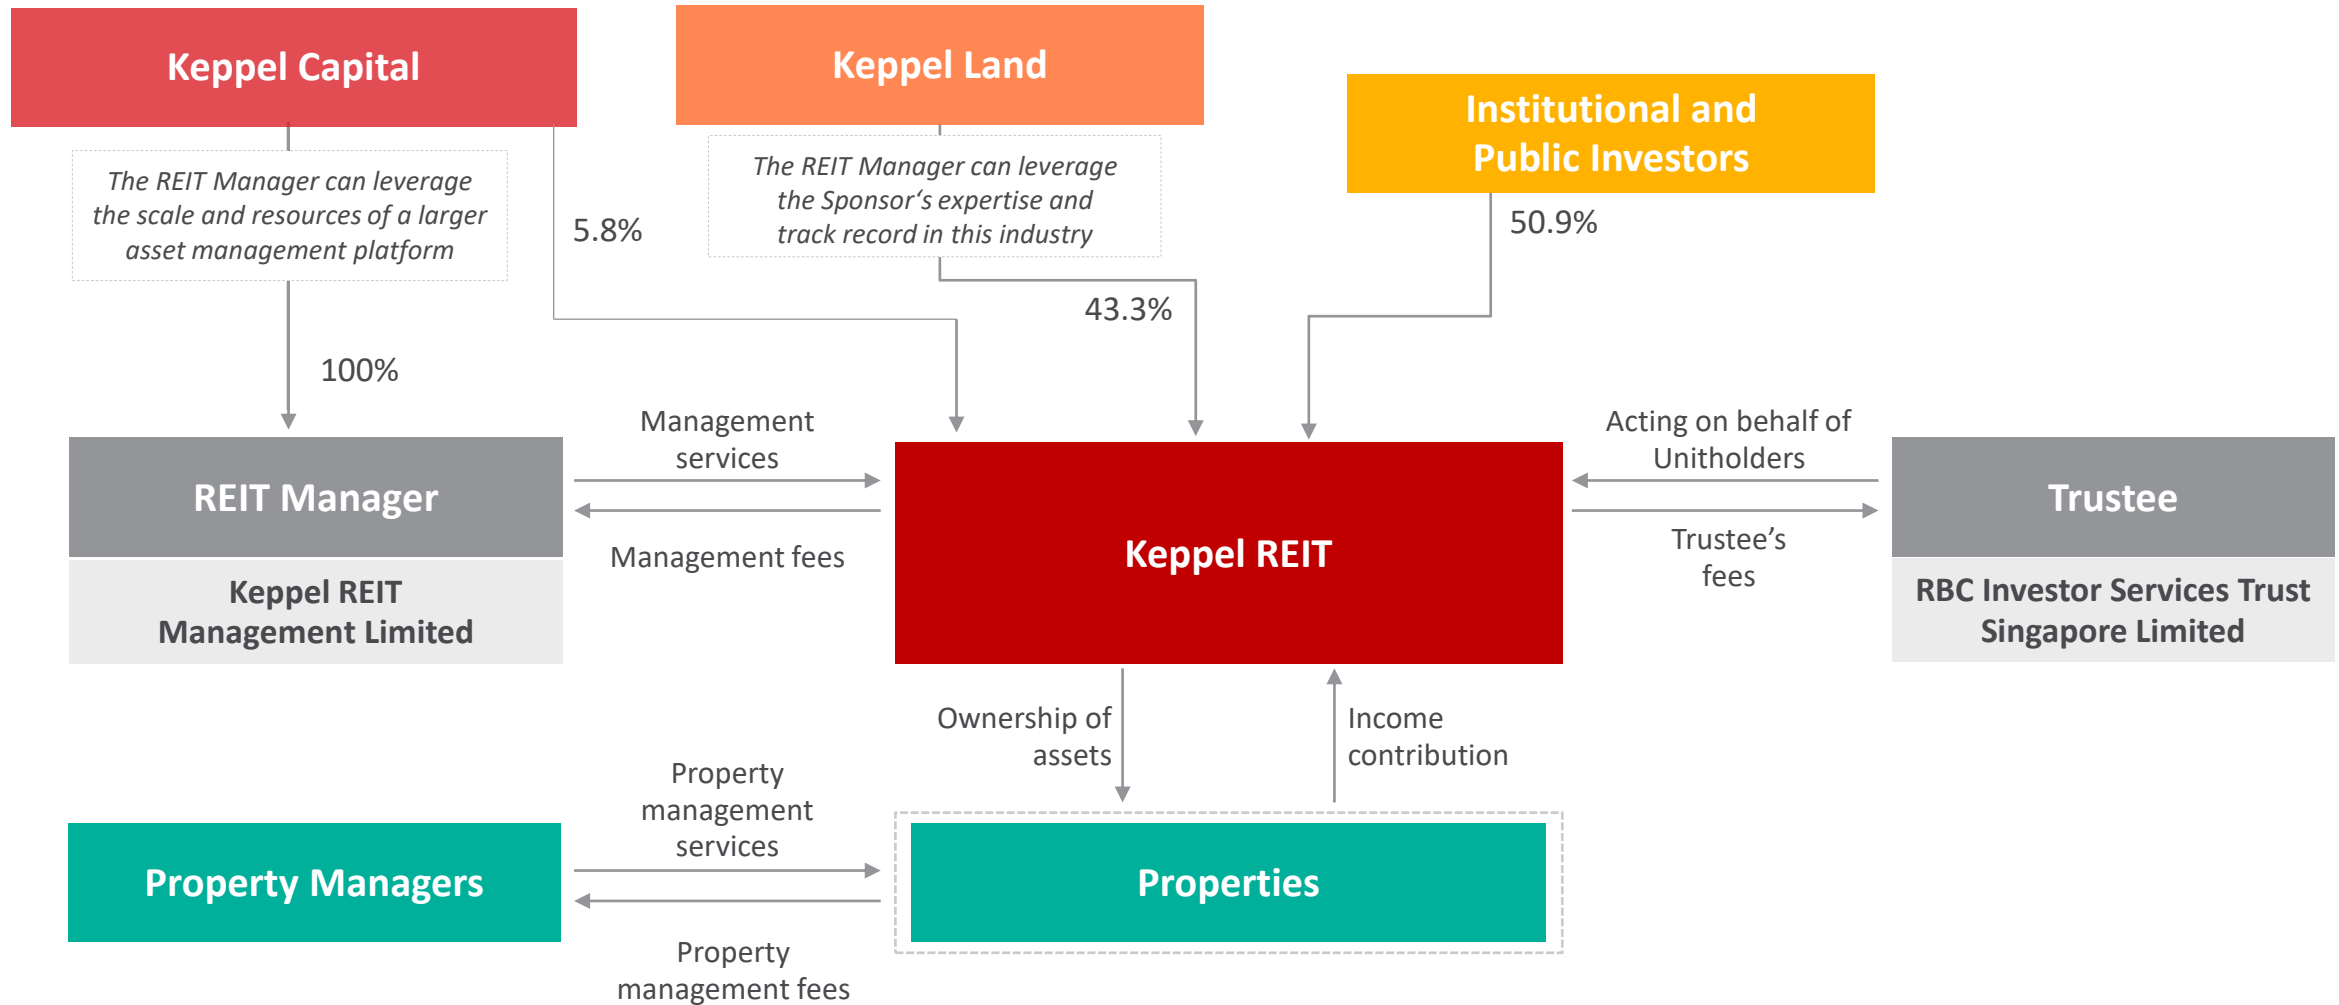 Keppel Capital
Keppel Land
Institutional and
Public Investors
The REIT Manager can leverage
the scale and resources of a larger
asset management platform
5.8%
The REIT Manager can leverage
the Sponsor‘s expertise and
track record in this industry
50.9%
43.3%
100%
REIT Manager
Keppel REIT
Management Limited
Management
services
Management fees
Keppel REIT
Acting on behalf of
Unitholders
Trustee’s
fees
Trustee
RBC Investor Services Trust
Singapore Limited
Ownership of
assets
Income
contribution
Property Managers
Property
management
services
Property
management fees
Properties